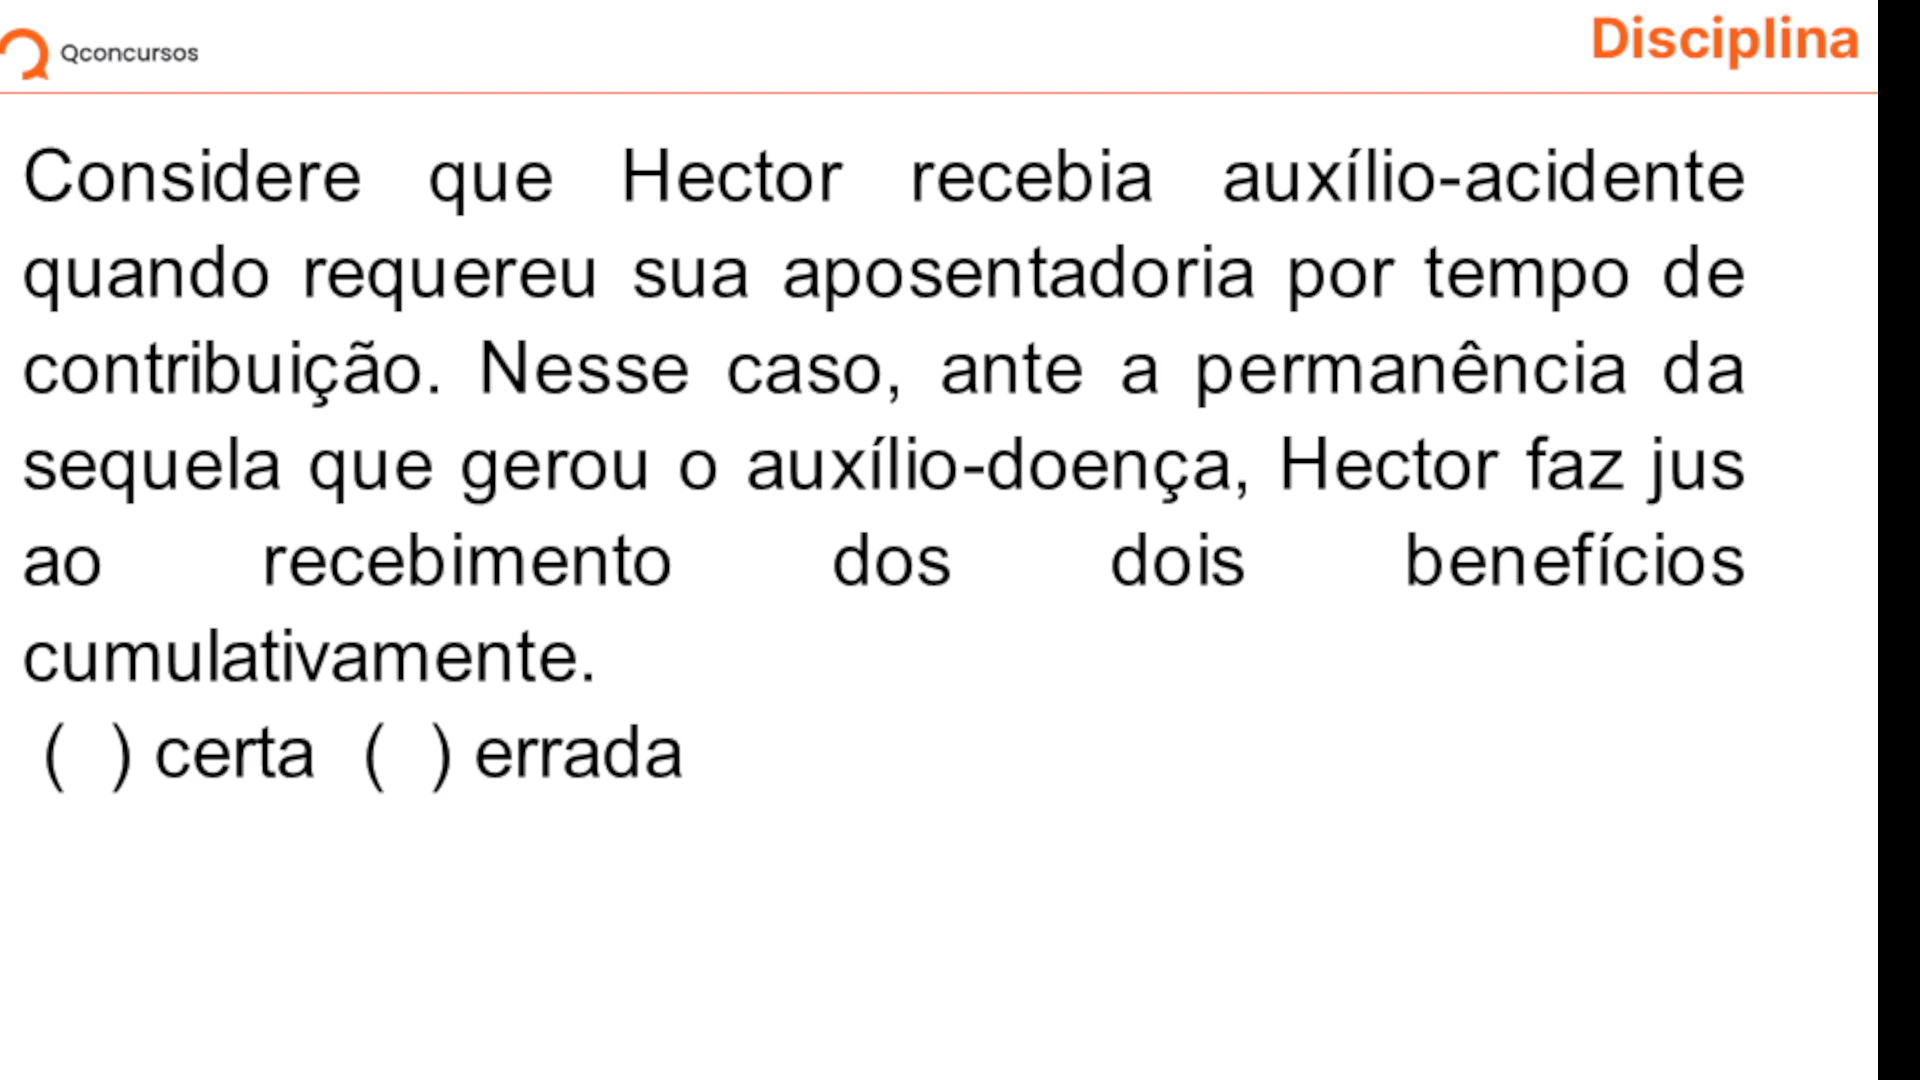 Qconcursos
Disciplina
Considere que Hector recebia auxílio-acidente
quando requereu sua aposentadoria por tempo de
contribuição. Nesse caso, ante a permanência da
sequela que gerou o auxílio-doença, Hector faz jus
ao recebimento dos dois benefícios
cumulativamente.
( ) certa ( ) errada